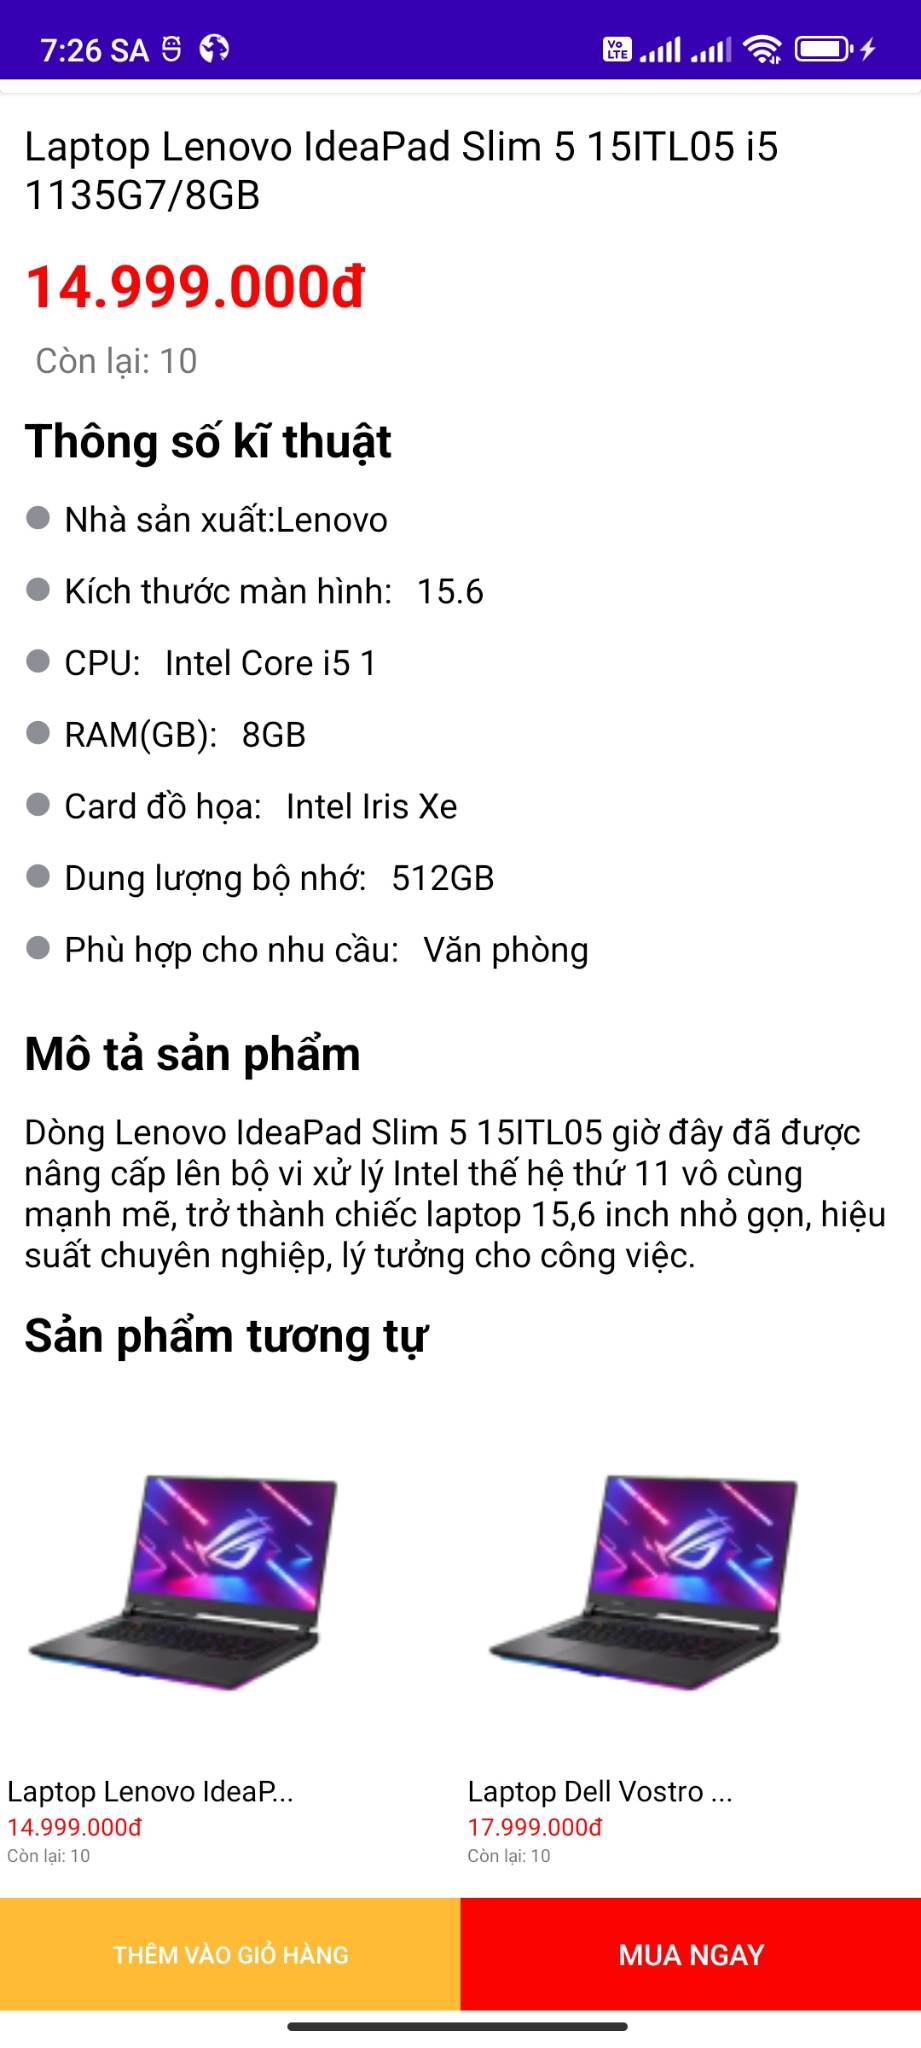 7:26 SA
Vo LTE
Laptop Lenovo IdeaPad Slim 5 15ITL05 i5
1135G7/8GB
14.999.000đ
Còn lại: 10
Thông số kĩ thuật
Nhà sản xuất:Lenovo
Kích thước màn hình: 15.6
CPU: Intel Core i5 1
RAM(GB): 8GB
Card đồ họa: Intel Iris Xe
Dung lượng bộ nhớ: 512GB
Phù hợp cho nhu cầu: Văn phòng
Mô tả sản phẩm
Dòng Lenovo IdeaPad Slim 5 15ITL05 giờ đây đã được
nâng cấp lên bộ vi xử lý Intel thế hệ thứ 11 vô cùng
mạnh mẽ, trở thành chiếc laptop 15,6 inch nhỏ gọn, hiệu
suất chuyên nghiệp, lý tưởng cho công việc.
Sản phẩm tương tự
Laptop Lenovo IdeaP...
14.999.000đ
Còn lại: 10
Laptop Dell Vostro ...
17.999.000đ
Còn lại: 10
THÊM VÀO GIỎ HÀNG
MUA NGAY